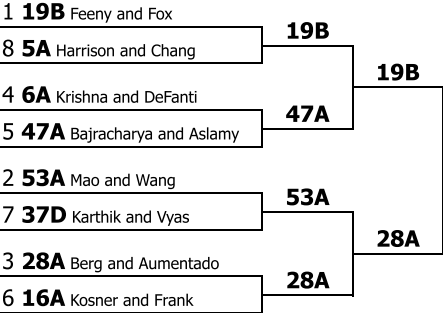 1 19B Feeny and Fox
8 5A Harrison and Chang
19B
4 6A Krishna and DeFanti
5 47A Bajracharya and Aslamy
47A
19B
2 53A Mao and Wang
7 37D Karthik and Vyas
53A
3 28A Berg and Aumentado
6 16A Kosner and Frank
28A
28A